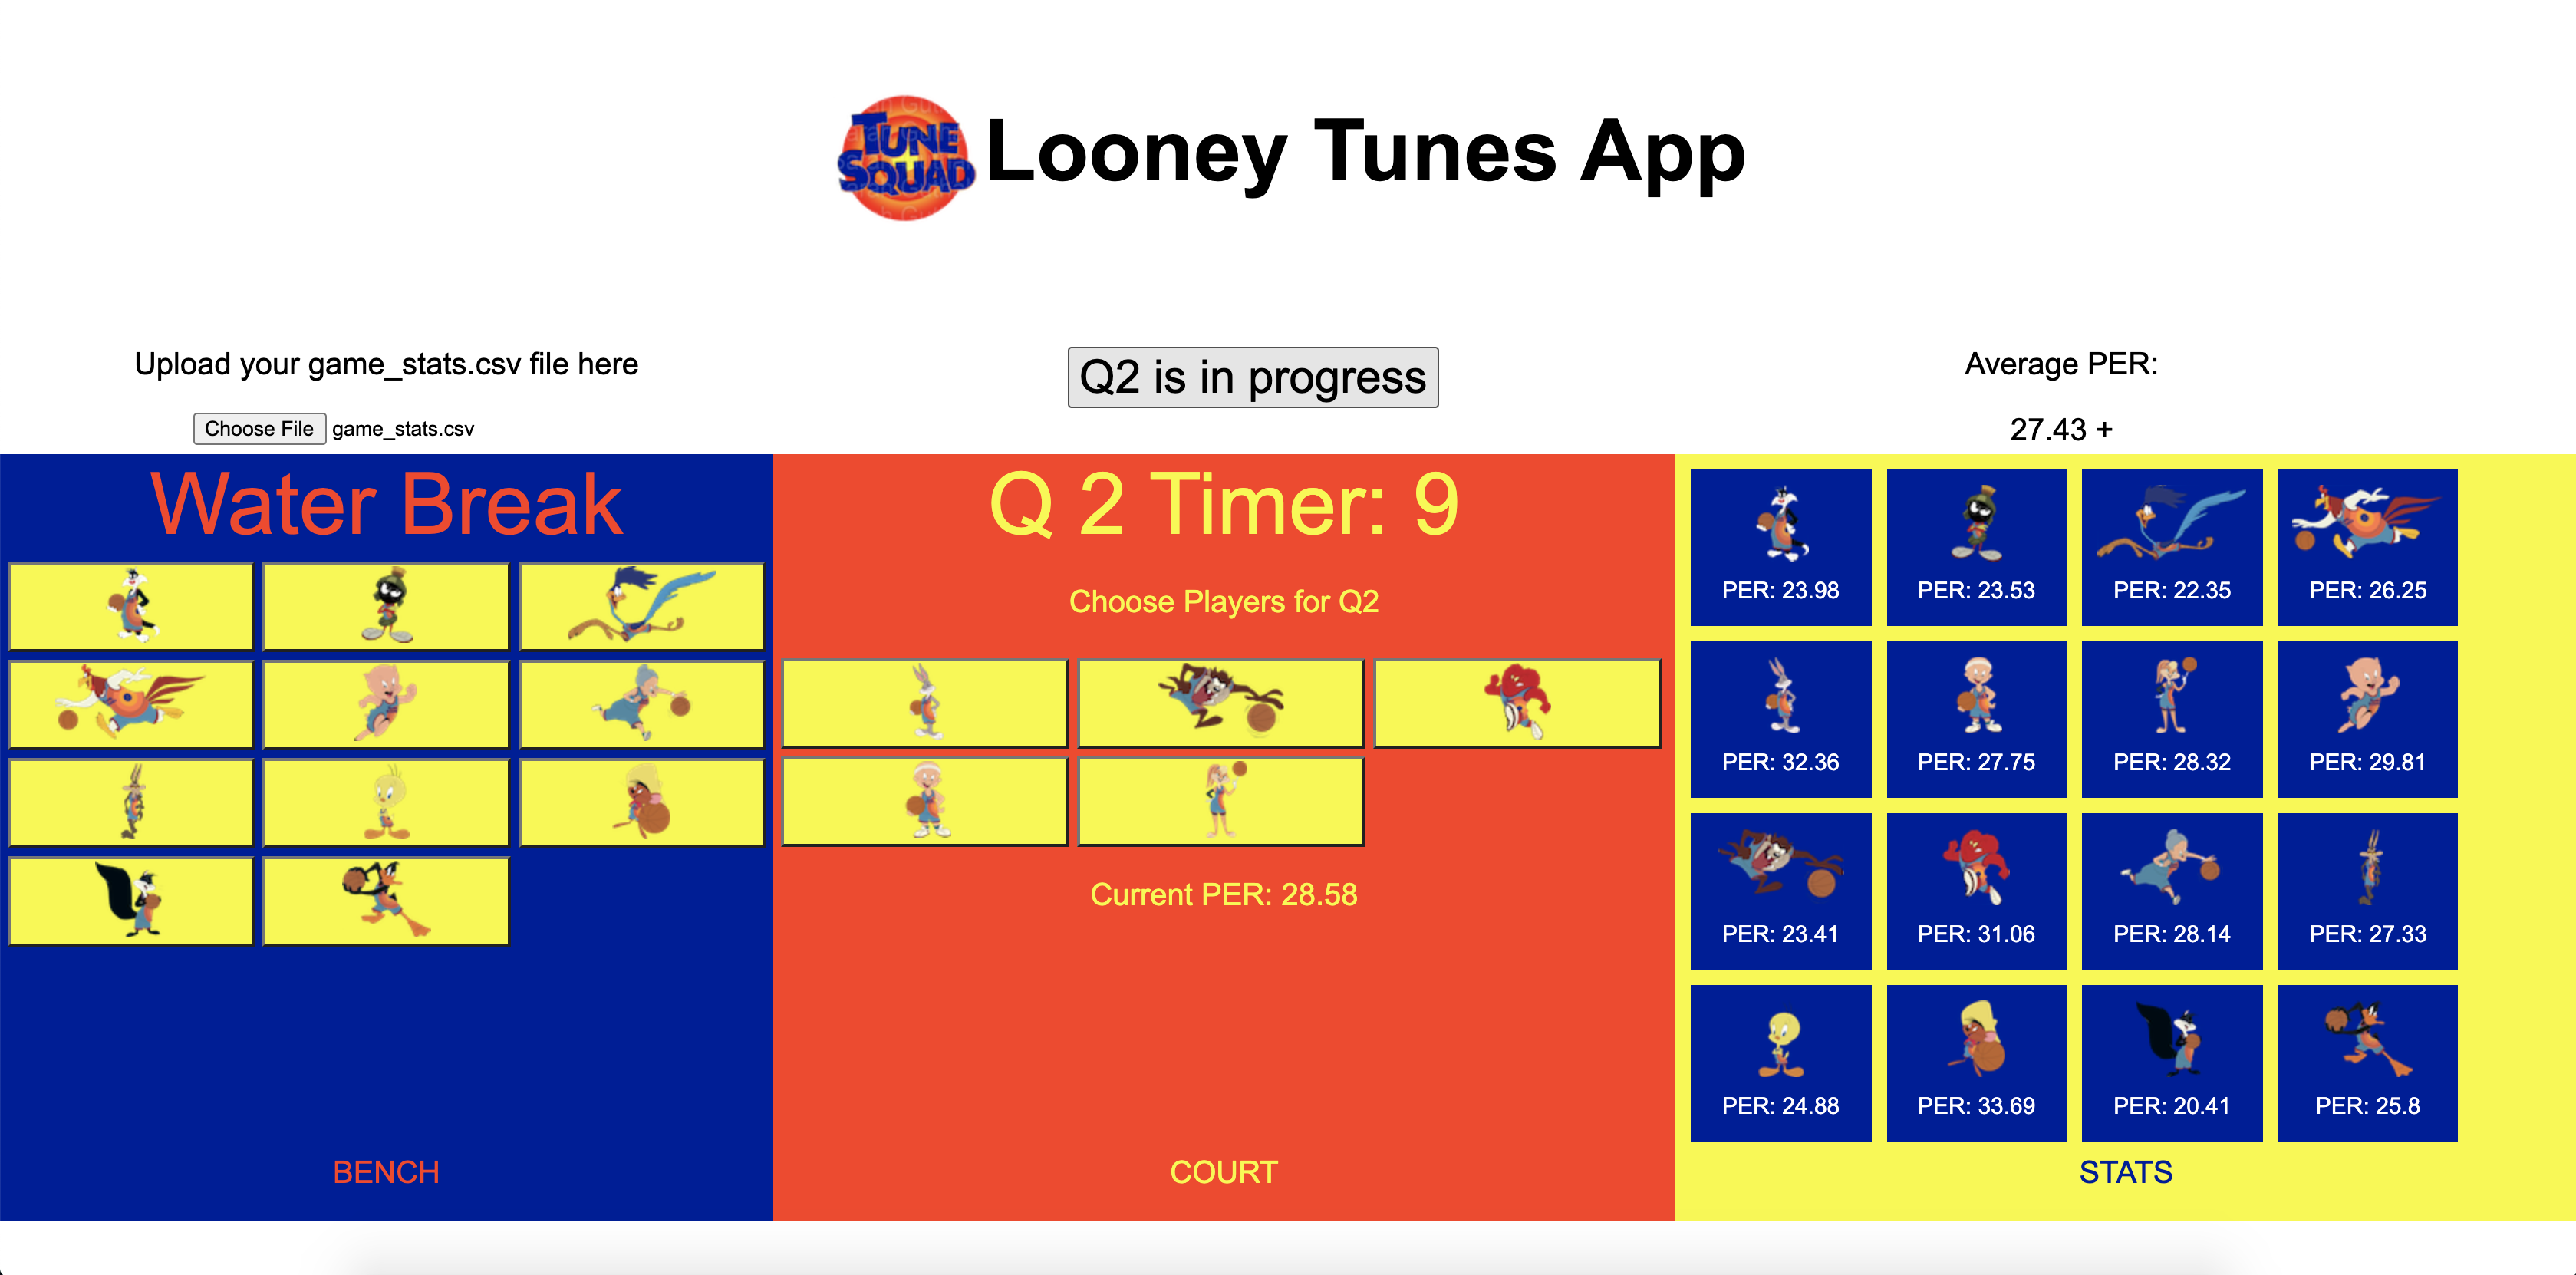 TUNE
SQUAD
Looney Tunes App
Upload your game_stats.csv file here
Choose File game_stats.csv
Q2 is in progress
Average PER:
27.43 +
Water Break
BENCH
Q 2 Timer: 9
Choose Players for Q2
Current PER: 28.58
COURT
PER: 23.98 PER: 23.53 PER: 22.35 PER: 26.25
PER: 32.36 PER: 27.75 PER: 28.32 PER: 29.81
PER: 23.41 PER: 31.06 PER: 28.14 PER: 27.33
PER: 24.88 PER: 33.69 PER: 20.41 PER: 25.8
STATS